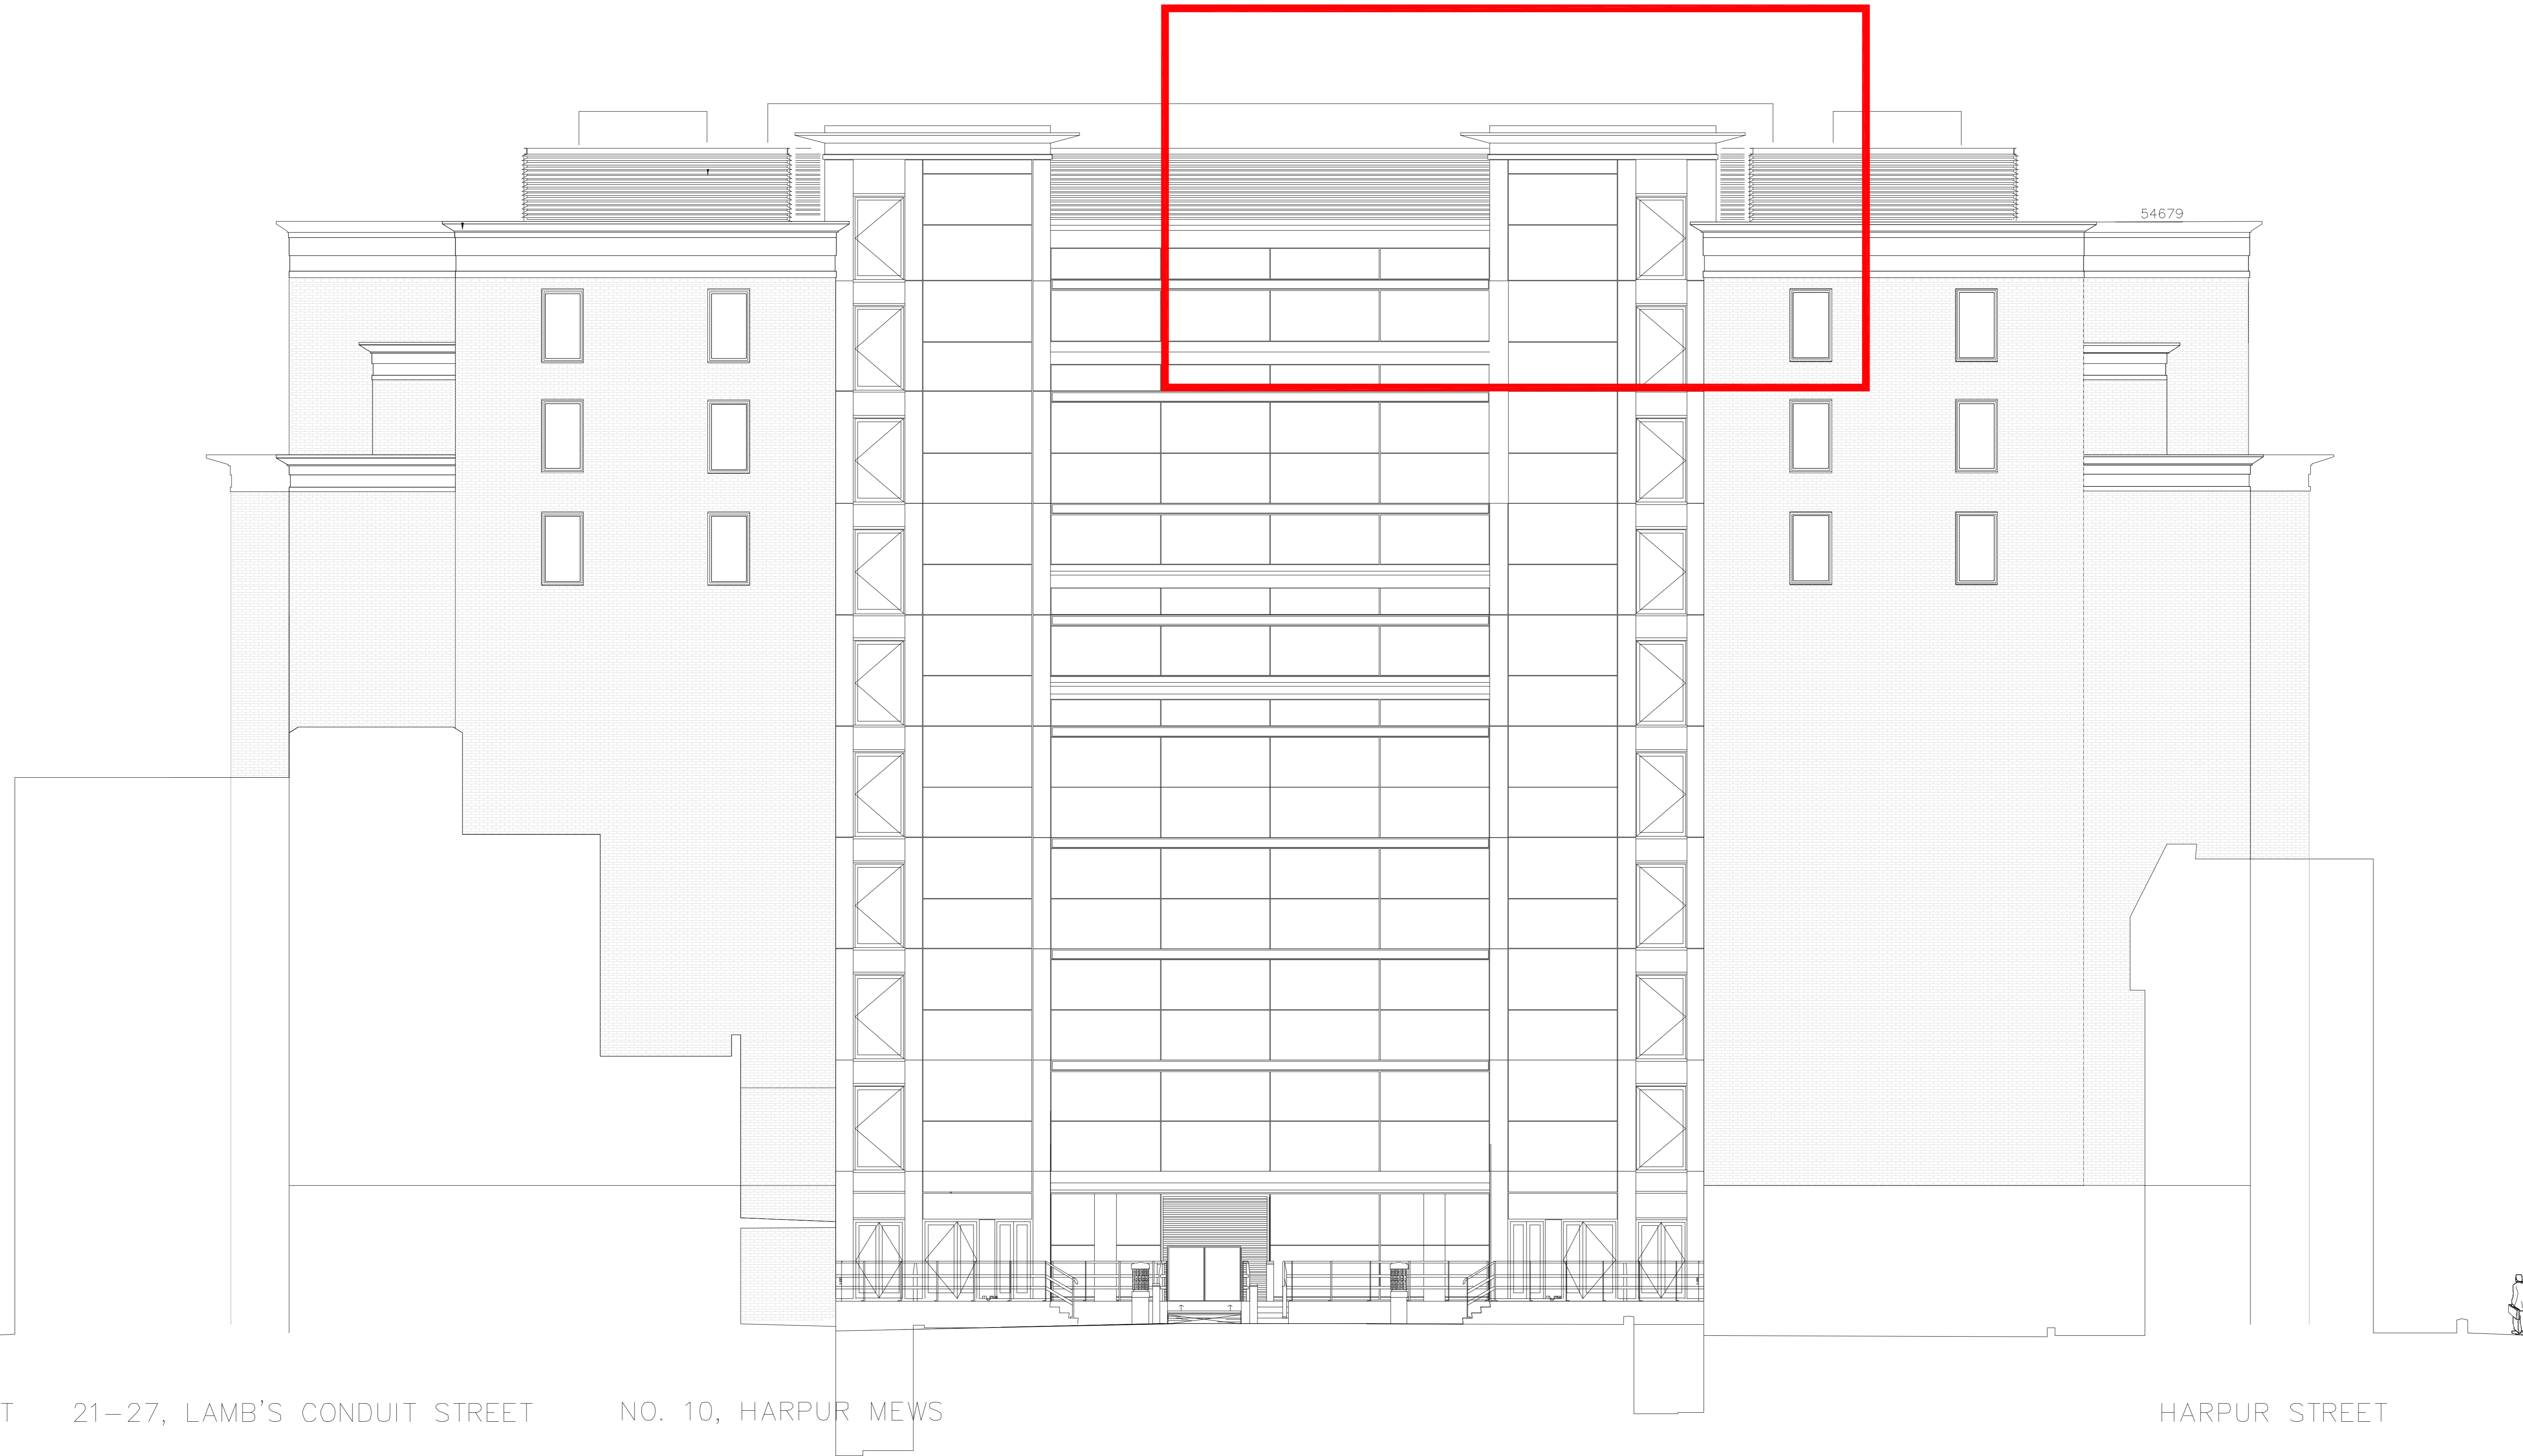 54679
T
21-27, LAMB'S CONDUIT STREET
NO. 10, HARPUR MEWS
HARPUR STREET